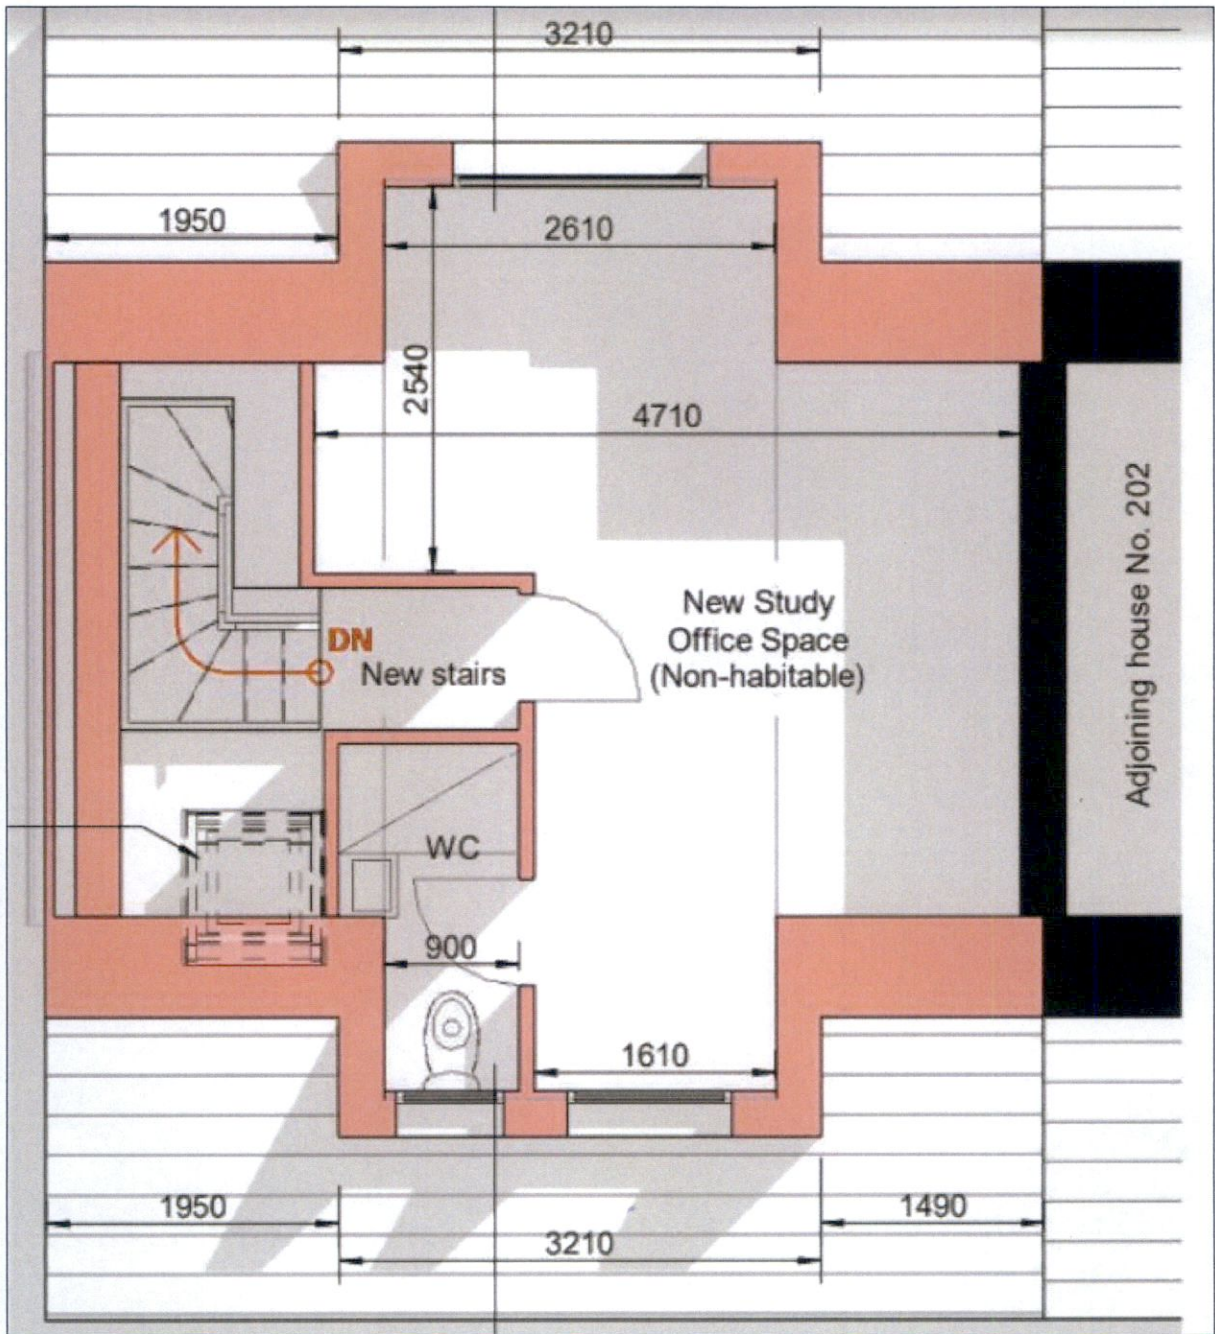 3210
1950
2610
2540
4710
New Study
Office Space
(Non-habitable)
Adjoining house No. 202
DN
New stairs
WC
900
1610
1950
1490
3210